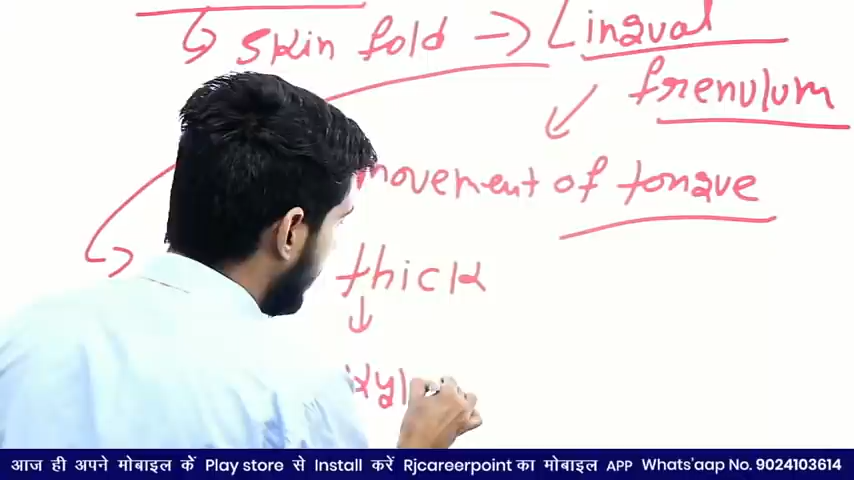 skin fold → Lingual
frenulum
movement of tongue
thick
↓
kyl
आज ही अपने मोबाइल कें Play store से Install करें Rjcareerpoint का मोबाइल APP Whats'aap No. 9024103614